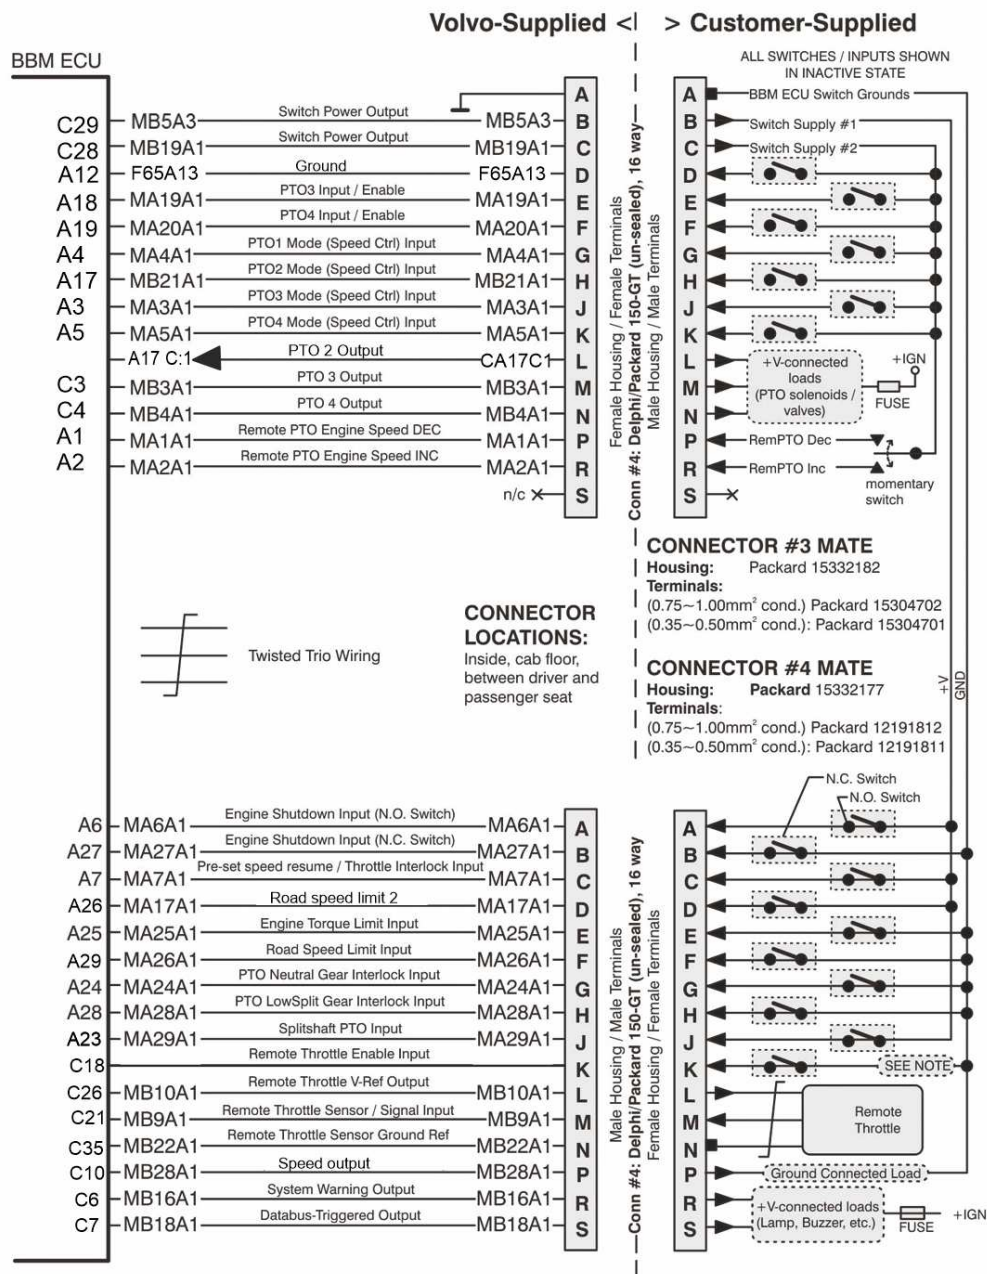 Volvo-Supplied < > Customer-Supplied
BBM ECU
ALL SWITCHES / INPUTS SHOWN
IN INACTIVE STATE
A A BBM ECU Switch Grounds
C29 MB5A3 Switch Power Output MB5A3 B B Switch Supply #1
C28 MB19A1 Switch Power Output MB19A1 C C Switch Supply #2
A12 F65A13 Ground F65A13 D D
A18 MA19A1 PTO3 Input / Enable MA19A1 E E
A19 MA20A1 PTO4 Input / Enable MA20A1 F F
A4 MA4A1 PTO1 Mode (Speed Ctrl) Input MA4A1 G G
A17 MB21A1 PTO2 Mode (Speed Ctrl) Input MB21A1 H H
A3 MA3A1 PTO3 Mode (Speed Ctrl) Input MA3A1 J J
A5 MA5A1 PTO4 Mode (Speed Ctrl) Input MA5A1 K K
A17 C:1 PTO 2 Output CA17C1 L L
C3 MB3A1 PTO 3 Output MB3A1 M M
C4 MB4A1 PTO 4 Output MB4A1 N N
A1 MA1A1 Remote PTO Engine Speed DEC MA1A1 P P RemPTO Dec
A2 MA2A1 Remote PTO Engine Speed INC MA2A1 R R RemPTO Inc
n/c S S
+V-connected
loads
(PTO solenoids /
valves)
+IGN
FUSE
momentary
switch
Female Housing / Female Terminals
Conn #4: Delphi/Packard 150-GT (un-sealed), 16 way
Male Housing / Male Terminals
CONNECTOR #3 MATE
Housing: Packard 15332182
Terminals:
(0.75~1.00mm² cond.) Packard 15304702
(0.35~0.50mm² cond.): Packard 15304701
Twisted Trio Wiring
CONNECTOR
LOCATIONS:
Inside, cab floor,
between driver and
passenger seat
CONNECTOR #4 MATE
Housing: Packard 15332177
Terminals:
(0.75~1.00mm² cond.) Packard 12191812
(0.35~0.50mm² cond.): Packard 12191811
+V
GND
N.C. Switch
N.O. Switch
A6 MA6A1 Engine Shutdown Input (N.O. Switch) MA6A1 A A
A27 MA27A1 Engine Shutdown Input (N.C. Switch) MA27A1 B B
A7 MA7A1 Pre-set speed resume / Throttle Interlock Input MA7A1 C C
A26 MA17A1 Road speed limit 2 MA17A1 D D
A25 MA25A1 Engine Torque Limit Input MA25A1 E E
A29 MA26A1 Road Speed Limit Input MA26A1 F F
A24 MA24A1 PTO Neutral Gear Interlock Input MA24A1 G G
A28 MA28A1 PTO LowSplit Gear Interlock Input MA28A1 H H
A23 MA29A1 Splitshaft PTO Input MA29A1 J J
C18 Remote Throttle Enable Input K K SEE NOTE
C26 MB10A1 Remote Throttle V-Ref Output MB10A1 L L
C21 MB9A1 Remote Throttle Sensor / Signal Input MB9A1 M M
C35 MB22A1 Remote Throttle Sensor Ground Ref MB22A1 N N
C10 MB28A1 Speed output MB28A1 P P Ground Connected Load
C6 MB16A1 System Warning Output MB16A1 R R
C7 MB18A1 Databus-Triggered Output MB18A1 S S
Remote
Throttle
+V-connected loads
(Lamp, Buzzer, etc.)
FUSE
+IGN
Male Housing / Male Terminals
Conn #4: Delphi/Packard 150-GT (un-sealed), 16 way
Female Housing / Female Terminals